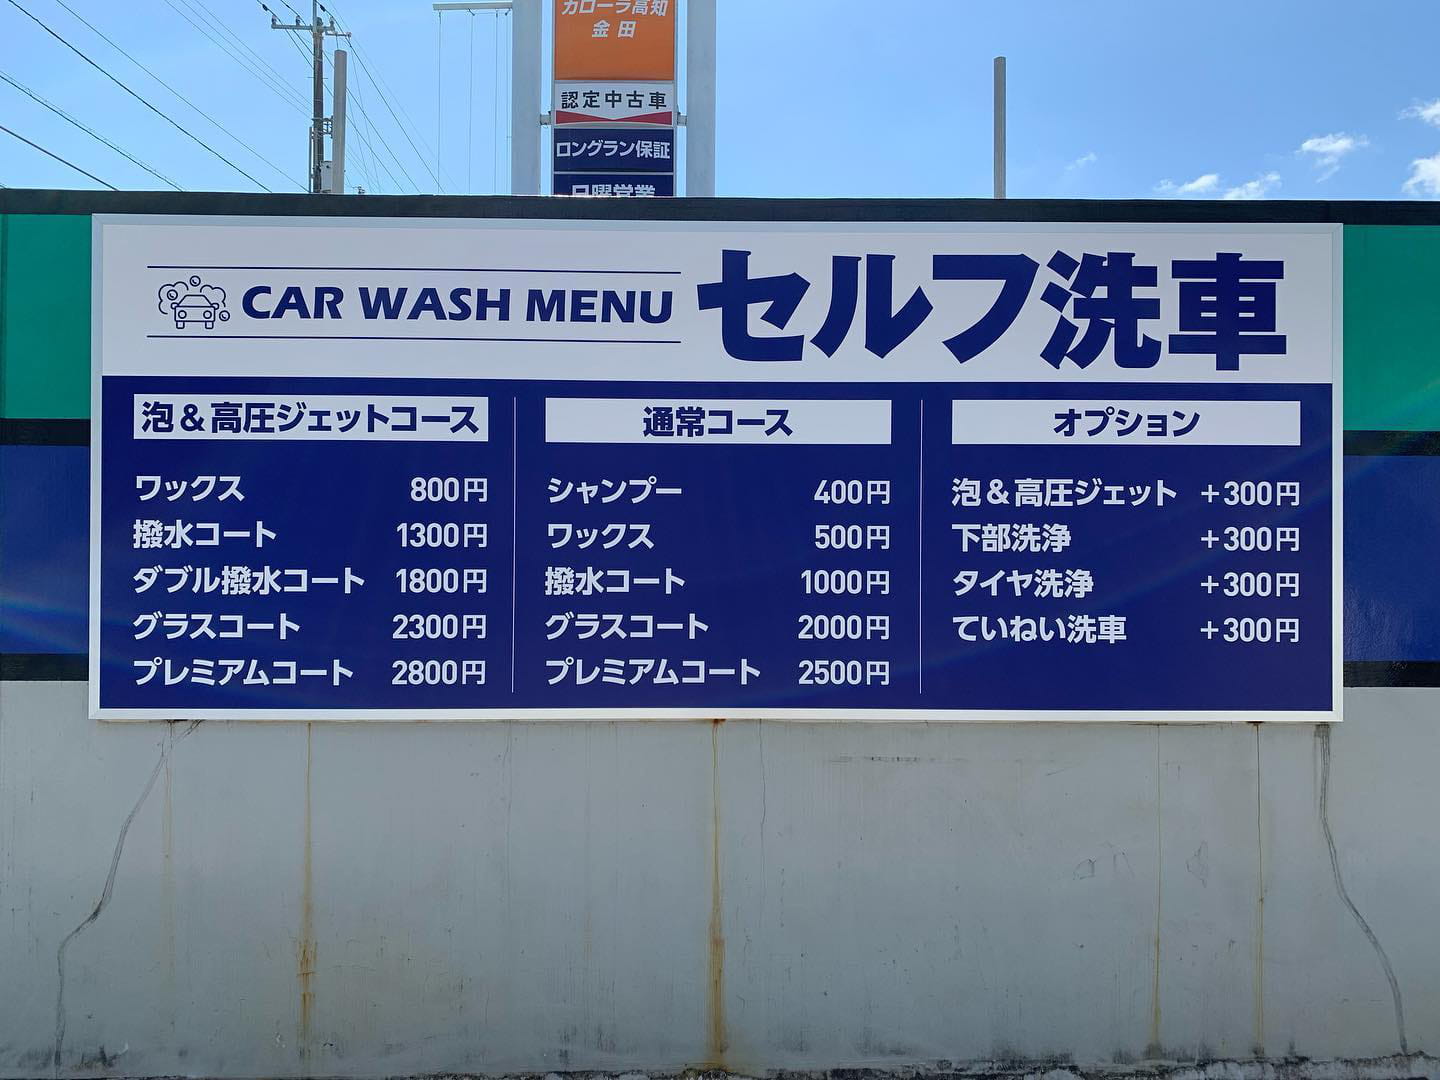 カローラ高知
金田
認定中古車
ロングラン保証
日曜営業
CAR WASH MENU
セルフ洗車
泡&高圧ジェットコース
ワックス 800円
撥水コート 1300円
ダブル撥水コート 1800円
グラスコート 2300円
プレミアムコート 2800円
通常コース
シャンプー 400円
ワックス 500円
撥水コート 1000円
グラスコート 2000円
プレミアムコート 2500円
オプション
泡&高圧ジェット +300円
下部洗浄 +300円
タイヤ洗浄 +300円
ていねい洗車 +300円